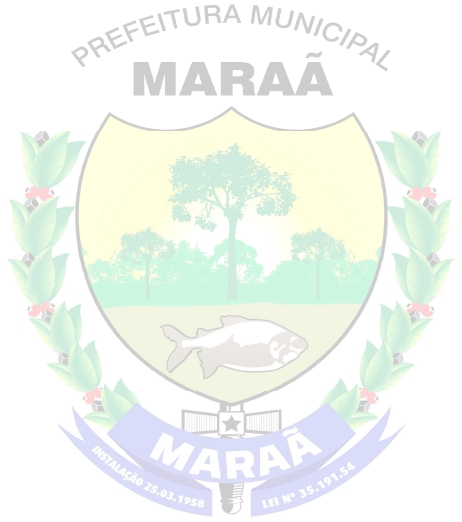 PREFEITURA MUNICIPAL
MARAÃ
MARAÃ
INSTALAÇÃO 25.03.1958
LEI Nº 35.191.54